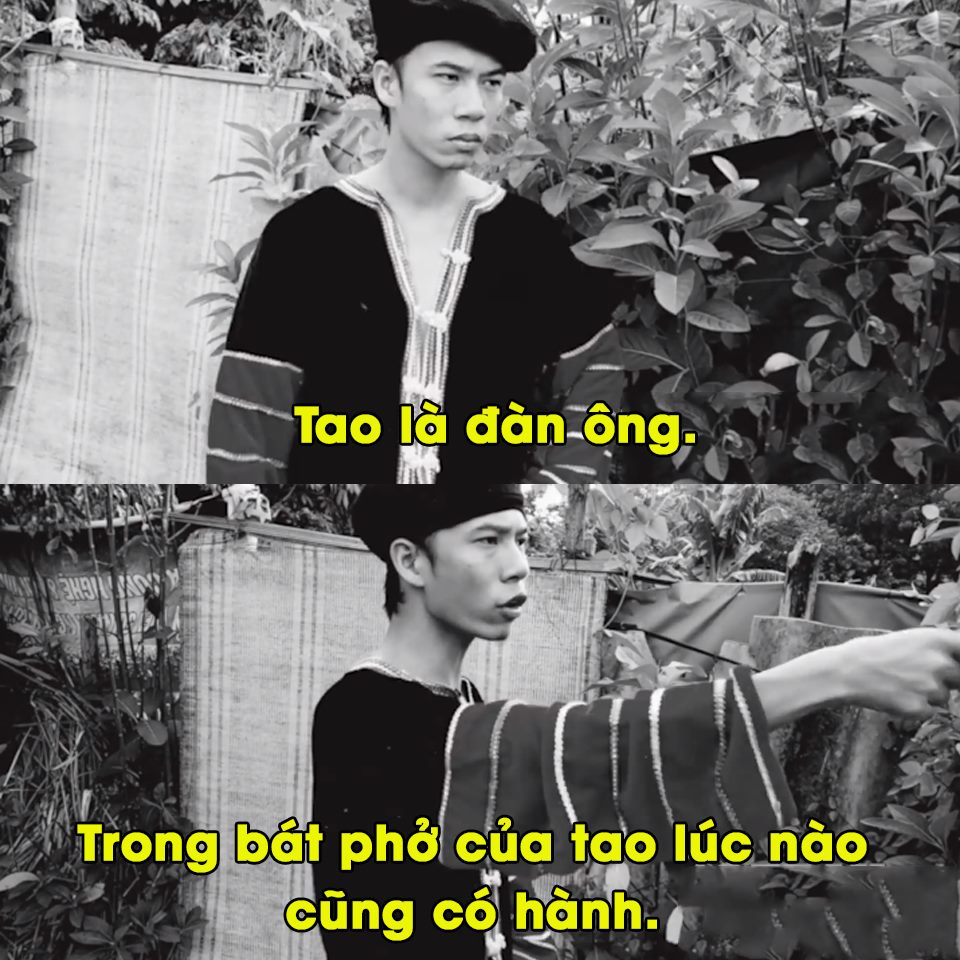 Tao là đàn ông.
Trong bát phở của tao lúc nào
cũng có hành.